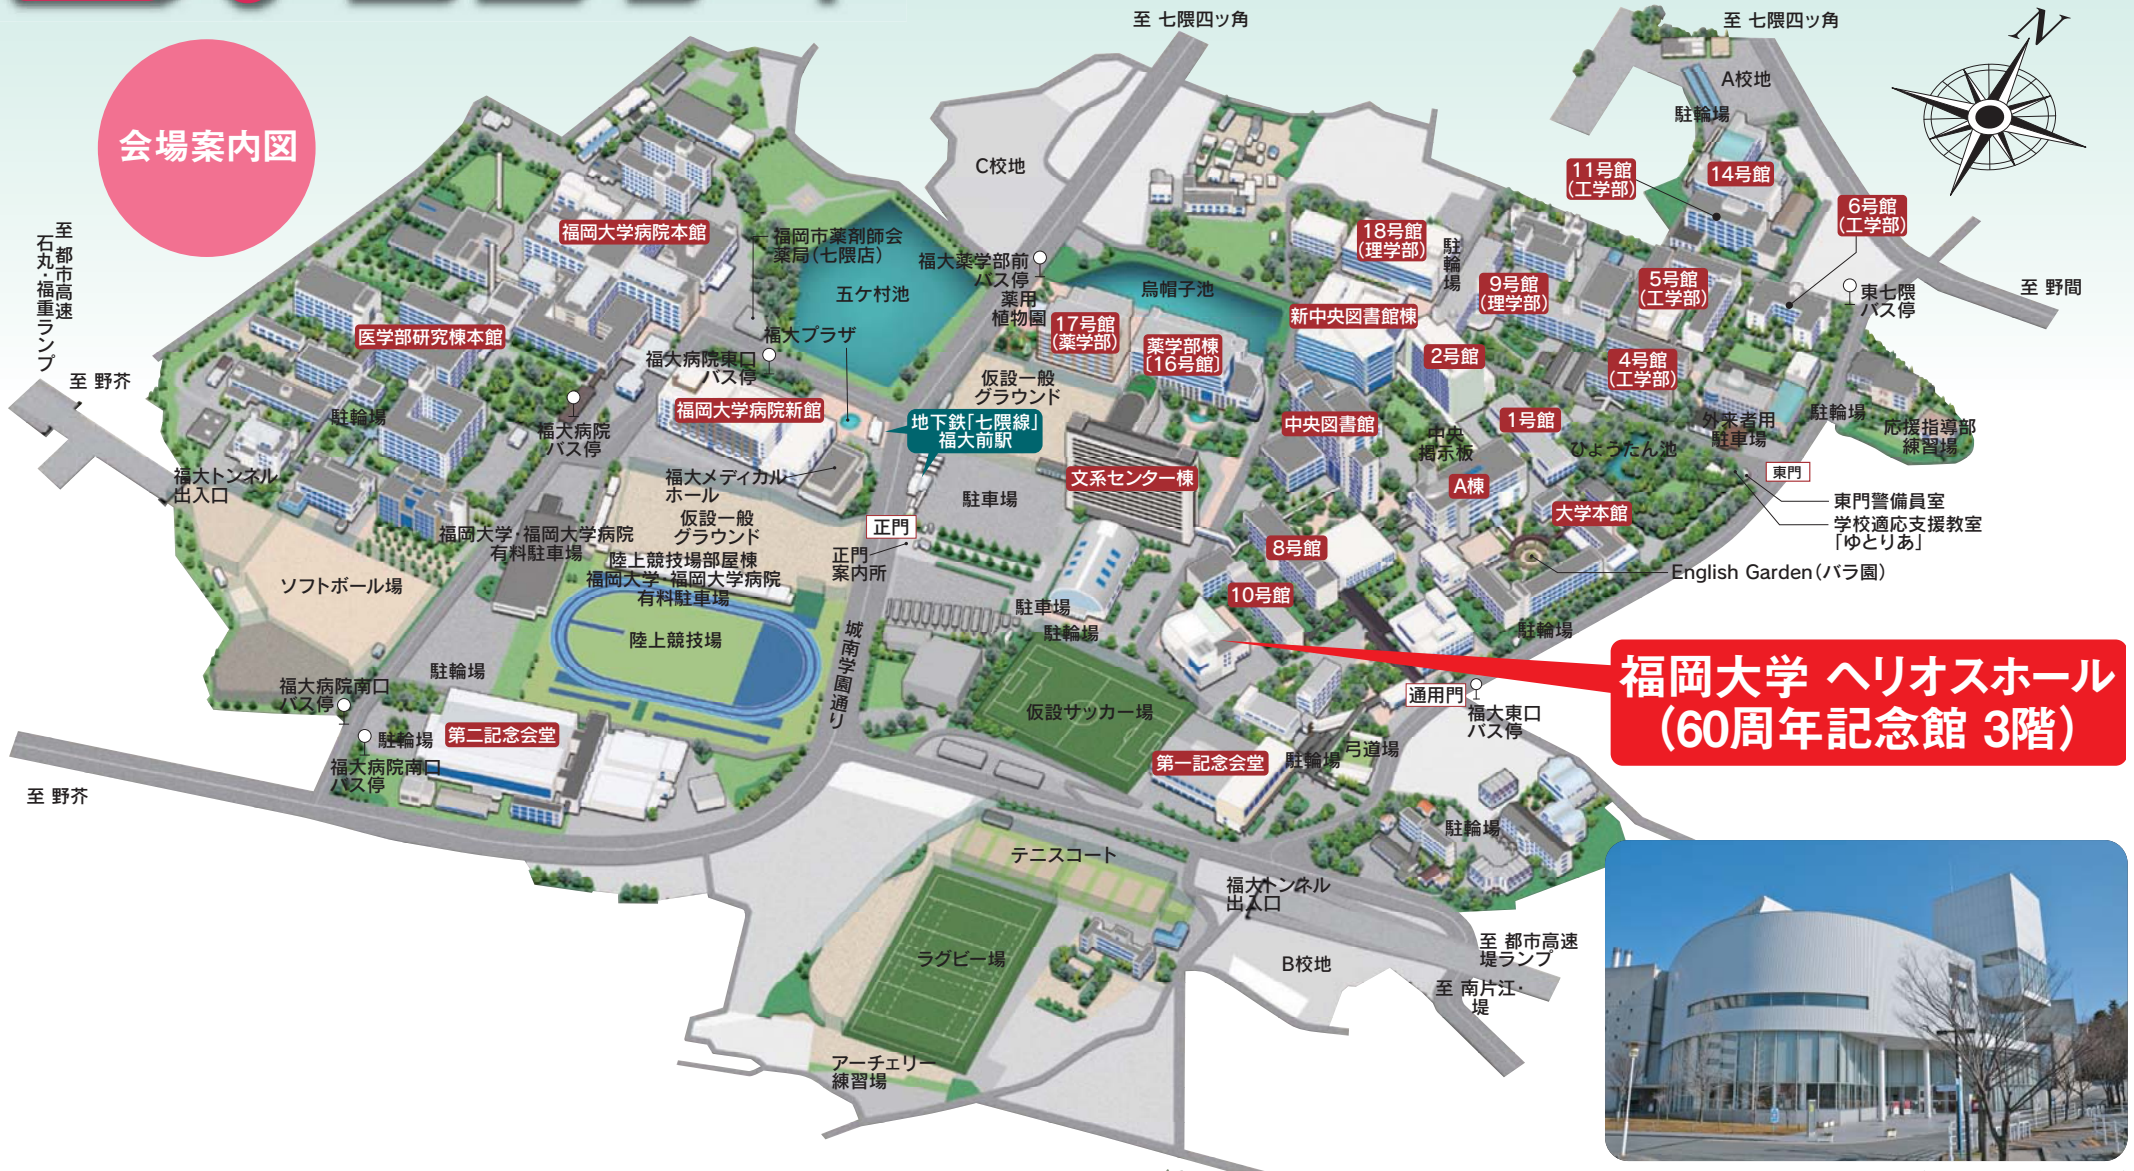 会場案内図
至 七隈四ッ角
至 七隈四ッ角
N
A校地
駐輪場
C校地
11号館
(工学部)
14号館
6号館
(工学部)
至 都市高速
石丸・福重ランプ
福岡大学病院本館
福岡市薬剤師会
薬局(七隈店)
福大薬学部前
バス停
18号館
(理学部)
駐輪場
9号館
(理学部)
5号館
(工学部)
東七隈
バス停
至 野間
五ケ村池
烏帽子池
薬用
植物園
17号館
(薬学部)
薬学部棟
[16号館]
新中央図書館棟
2号館
4号館
(工学部)
医学部研究棟本館
福大プラザ
福大病院東口
バス停
至 野芥
駐輪場
福大病院
バス停
福岡大学病院新館
仮設一般
グラウンド
地下鉄「七隈線」
福大前駅
中央図書館
中央
掲示板
1号館
ひょうたん池
外来者用
駐車場
駐輪場
応援指導部
練習場
東門
東門警備員室
学校適応支援教室
「ゆとりあ」
福大トンネル
出入口
福大メディカル
ホール
駐車場
文系センター棟
A棟
大学本館
仮設一般
グラウンド
正門
正門
案内所
福岡大学・福岡大学病院
有料駐車場
陸上競技場部屋棟
福岡大学・福岡大学病院
有料駐車場
8号館
English Garden(バラ園)
ソフトボール場
10号館
駐車場
駐輪場
駐輪場
陸上競技場
城南学園通り
福岡大学 ヘリオスホール
(60周年記念館 3階)
駐輪場
福大病院南口
バス停
仮設サッカー場
通用門
福大東口
バス停
駐輪場
第二記念会堂
福大病院南口
バス停
第一記念会堂
駐輪場
弓道場
至 野芥
駐輪場
テニスコート
福大トンネル
出入口
ラグビー場
B校地
至 都市高速
堤ランプ
至 南片江・
堤
アーチェリー
練習場